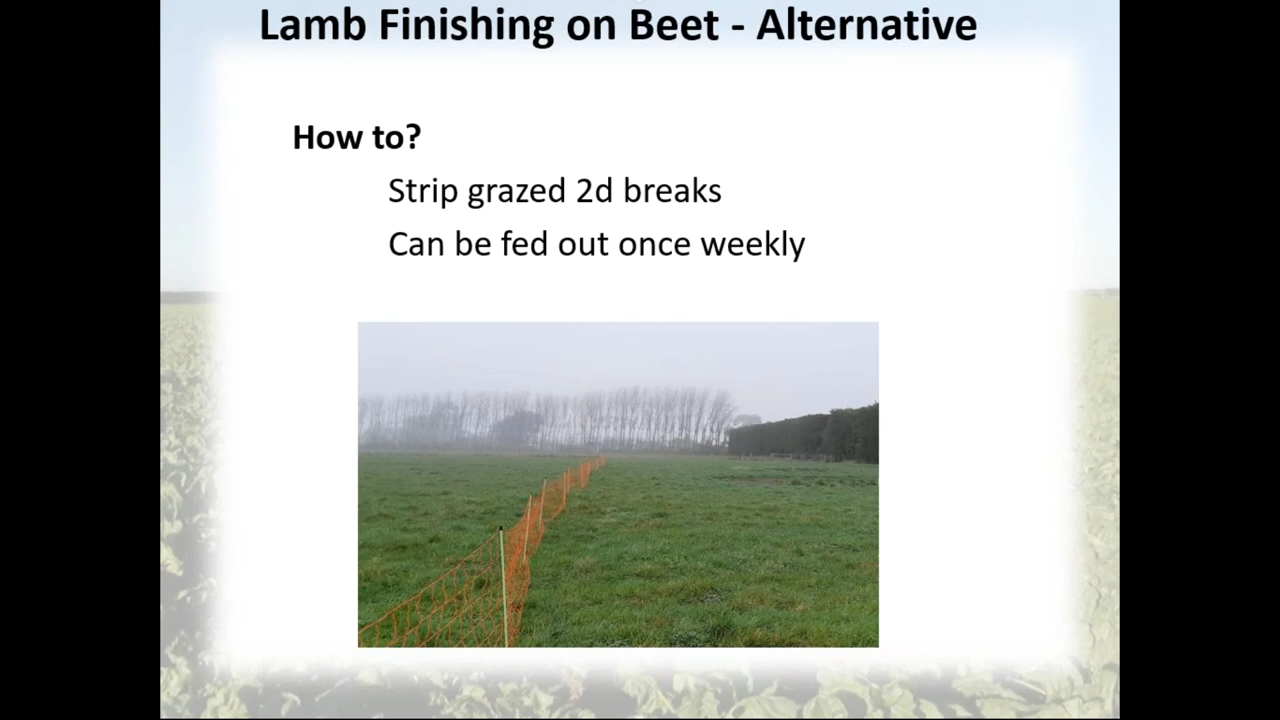 Lamb Finishing on Beet - Alternative
How to?
Strip grazed 2d breaks
Can be fed out once weekly